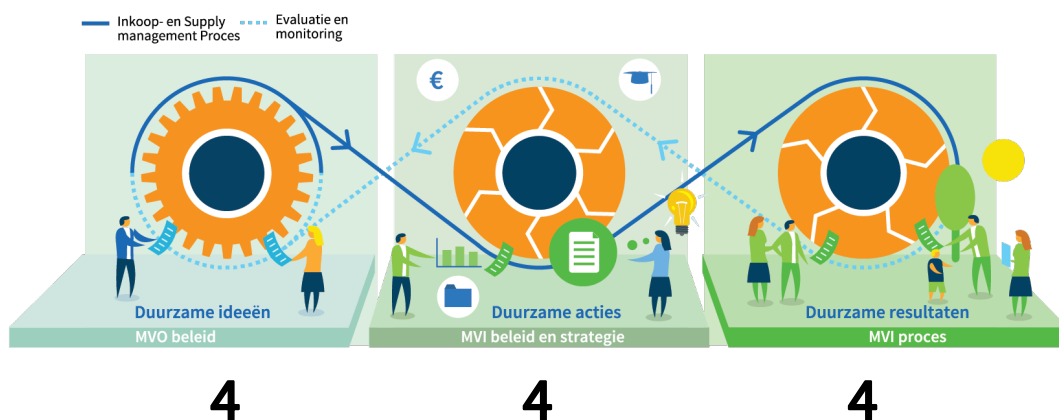 Inkoop- en Supply
management Proces
Evaluatie en
monitoring
€
Duurzame ideeën
Duurzame acties
Duurzame resultaten
MVO beleid
MVI beleid en strategie
MVI proces
4
4
4